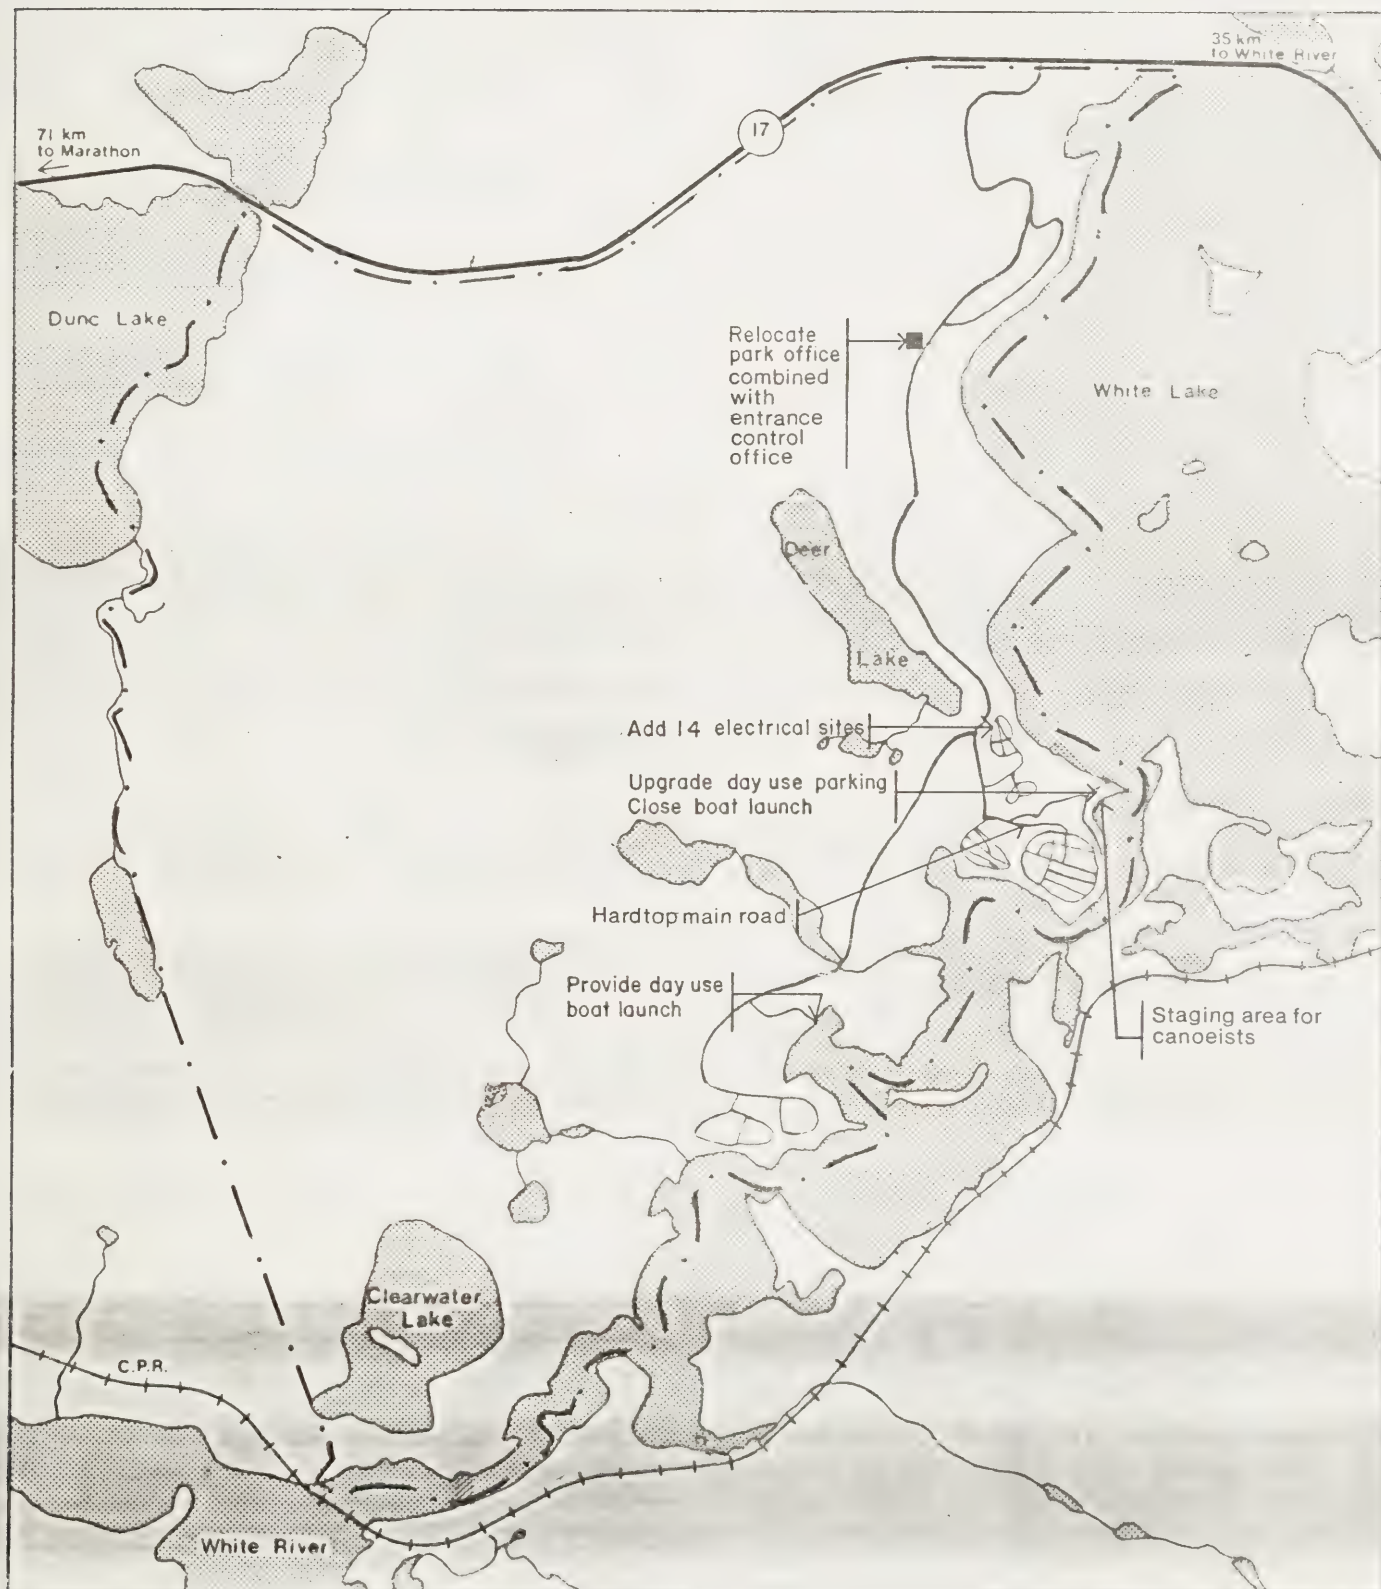 35 km
to White River
17
71 km
to Marathon
Dunc Lake
Relocate
park office
combined
with
entrance
control
office
White Lake
Deer
Lake
Add 14 electrical sites
Upgrade day use parking
Close boat launch
Hardtop main road
Provide day use
boat launch
Staging area for
canoeists
Clearwater
Lake
C.P.R.
White River